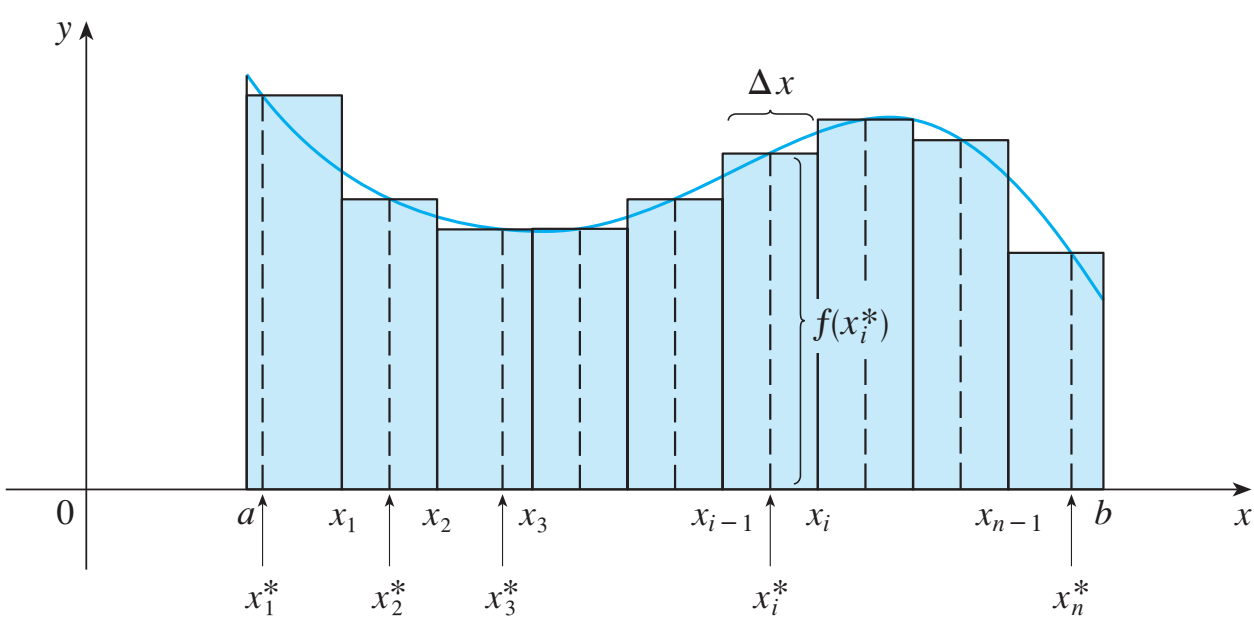 y
Δx
f(x_i^*)
0 a x_1 x_2 x_3 x_{i-1} x_i x_{n-1} b x
x_1^* x_2^* x_3^* x_i^* x_n^*